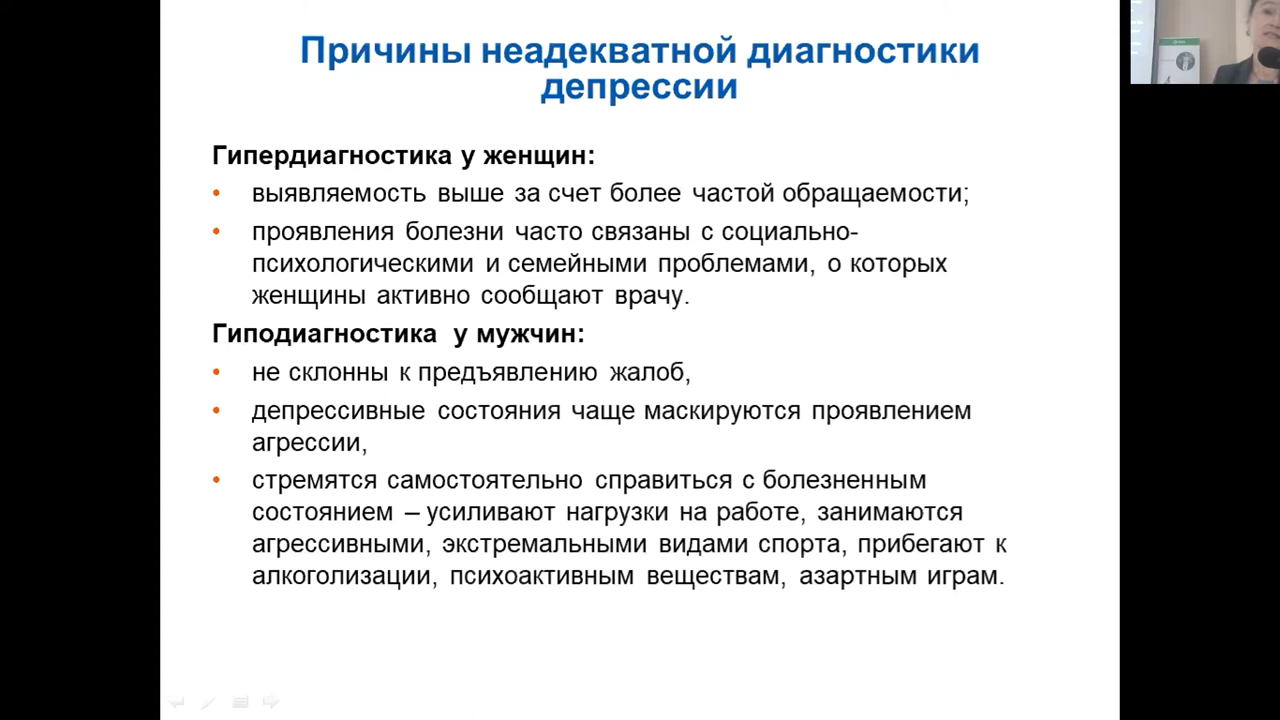 Причины неадекватной диагностики
депрессии
Гипердиагностика у женщин:
• выявляемость выше за счет более частой обращаемости;
• проявления болезни часто связаны с социально-
психологическими и семейными проблемами, о которых
женщины активно сообщают врачу.
Гиподиагностика у мужчин:
• не склонны к предъявлению жалоб,
• депрессивные состояния чаще маскируются проявлением
агрессии,
• стремятся самостоятельно справиться с болезненным
состоянием – усиливают нагрузки на работе, занимаются
агрессивными, экстремальными видами спорта, прибегают к
алкоголизации, психоактивным веществам, азартным играм.